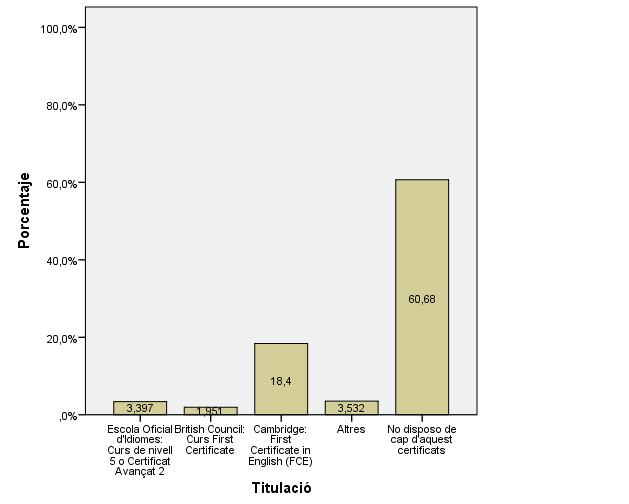 100,0%
80,0%
60,0%
40,0%
20,0%
,0%
Porcentaje
3,397
1,951
18,4
3,532
60,68
Escola Oficial
d'Idiomes:
Curs de nivell
5 o Certificat
Avançat 2
British Council:
Curs First
Certificate
Cambridge:
First
Certificate in
English (FCE)
Altres
No disposo de
cap d'aquest
certificats
Titulació